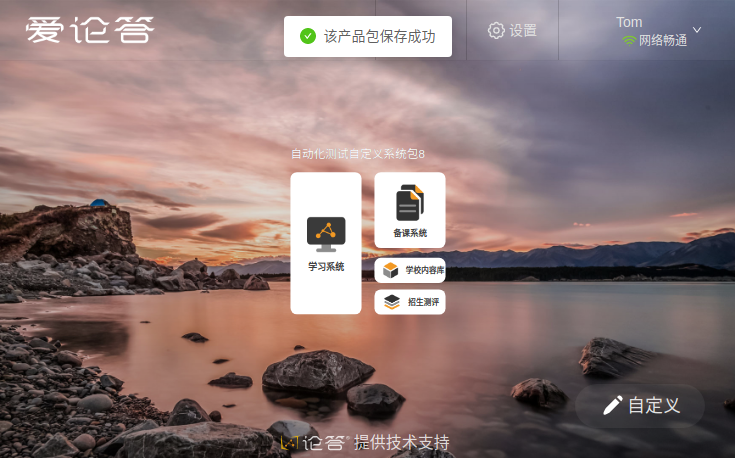 爱论答
该产品包保存成功
设置
Tom
网络畅通
自动化测试自定义系统包8
学习系统
备课系统
学校内容库
招生测评
自定义
论答® 提供技术支持